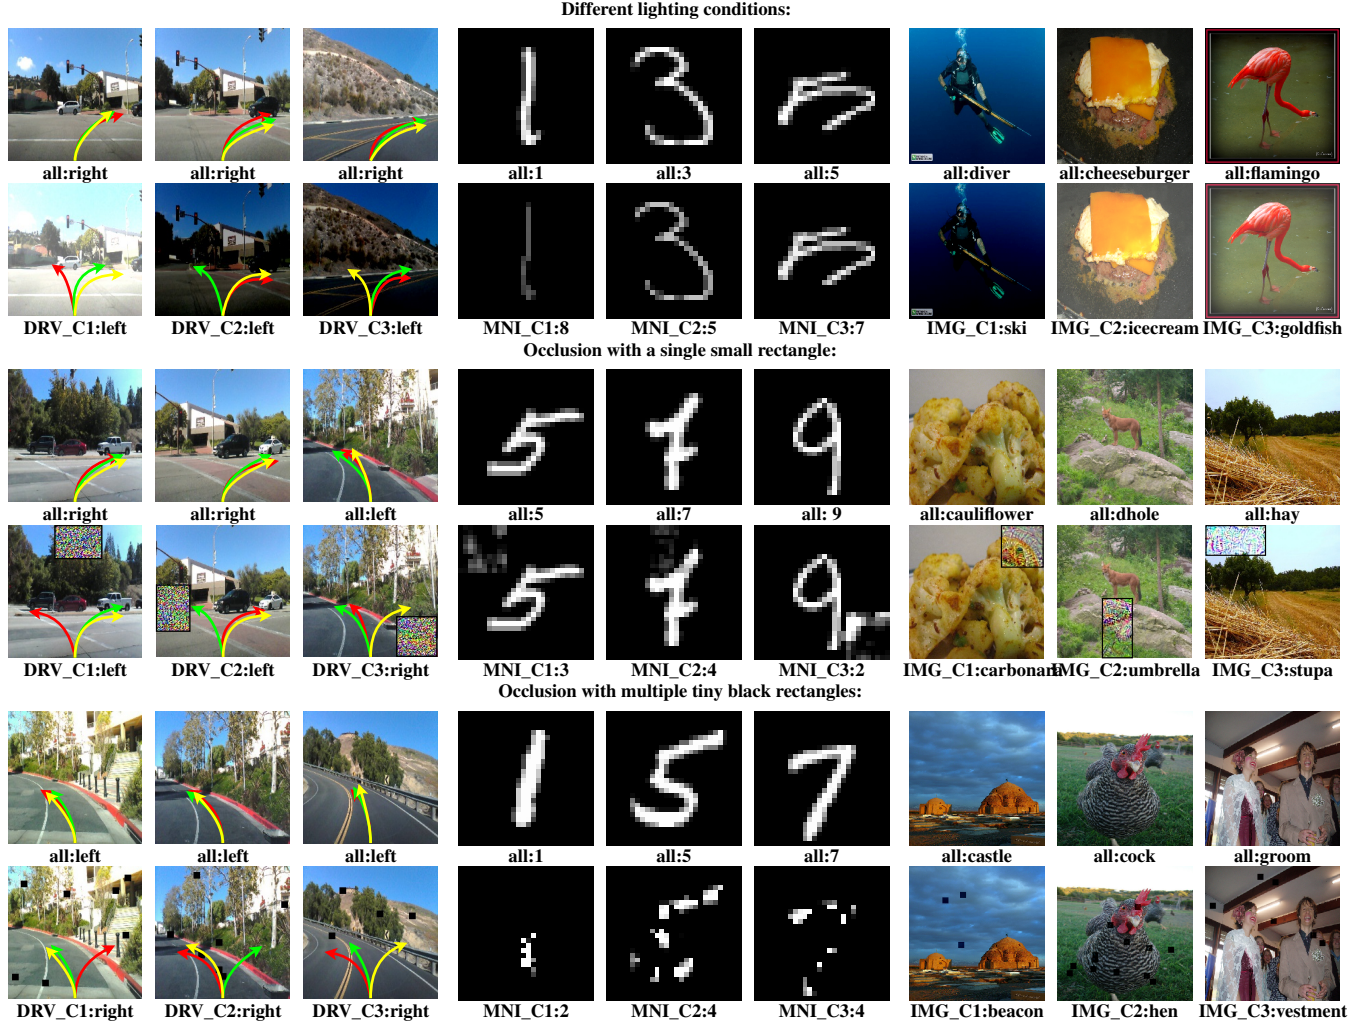 Different lighting conditions:
all:right all:right all:right all:1 all:3 all:5 all:diver all:cheeseburger all:flamingo
DRV_C1:left DRV_C2:left DRV_C3:left MNI_C1:8 MNI_C2:5 MNI_C3:7 IMG_C1:ski IMG_C2:icecream IMG_C3:goldfish
Occlusion with a single small rectangle:
all:right all:right all:left all:5 all:7 all: 9 all:cauliflower all:dhole all:hay
DRV_C1:left DRV_C2:left DRV_C3:right MNI_C1:3 MNI_C2:4 MNI_C3:2 IMG_C1:carbonara IMG_C2:umbrella IMG_C3:stupa
Occlusion with multiple tiny black rectangles:
all:left all:left all:left all:1 all:5 all:7 all:castle all:cock all:groom
DRV_C1:right DRV_C2:right DRV_C3:right MNI_C1:2 MNI_C2:4 MNI_C3:4 IMG_C1:beacon IMG_C2:hen IMG_C3:vestment